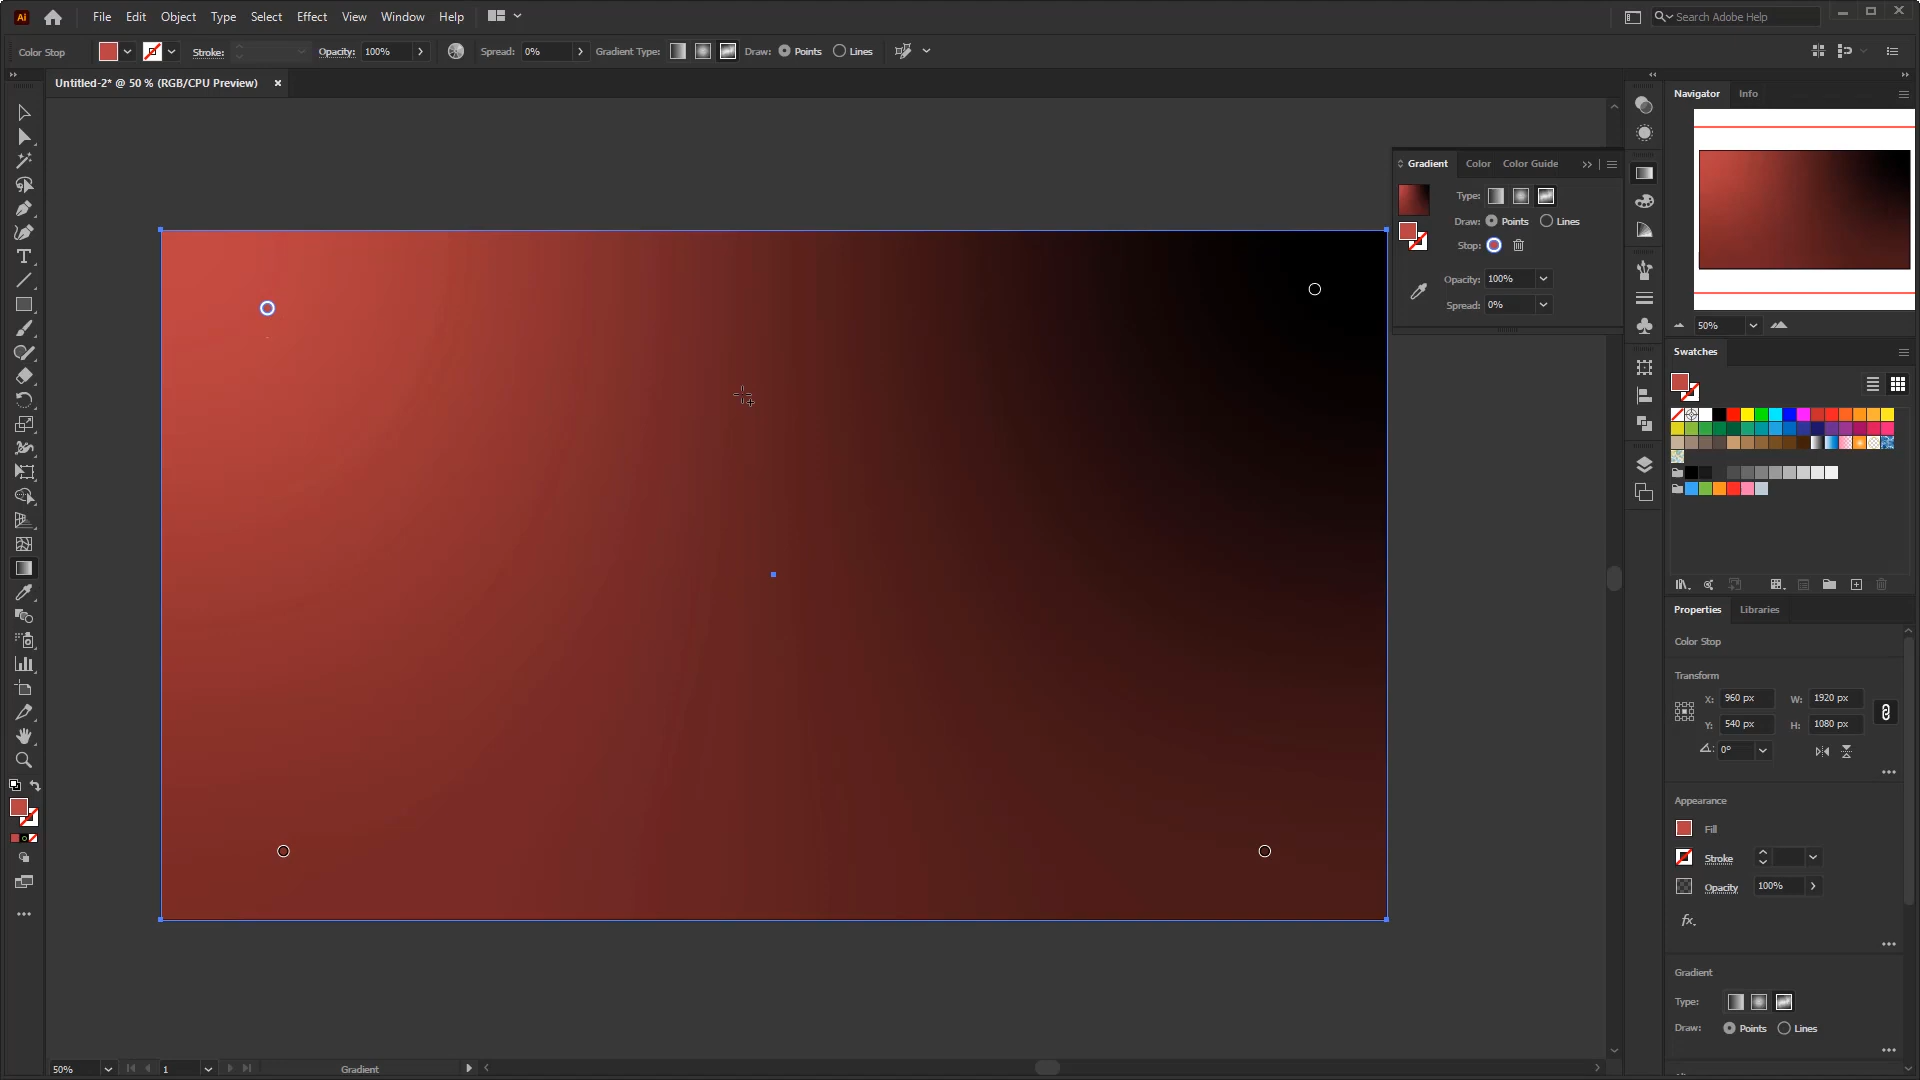 Ai File Edit Select Object Type Select Effect View Window Help Search Adobe Help
Color Stop Stroke: Opacity: 100% Spread: 0% Gradient Type: Draw: Points Lines
Untitled-2* @ 50 % (RGB/CPU Preview) ×
Navigator Info
Gradient Color Color Guide
Type:
Draw: Points Lines
Stop:
Opacity: 100%
Spread: 0%
50%
Swatches
Properties Libraries
Color Stop
Transform
X: 960 px W: 1920 px
Y: 540 px H: 1080 px
0°
Appearance
Fill
Stroke
Opacity 100%
fx.
Gradient
Type:
Draw: Points Lines
50% 1 Gradient